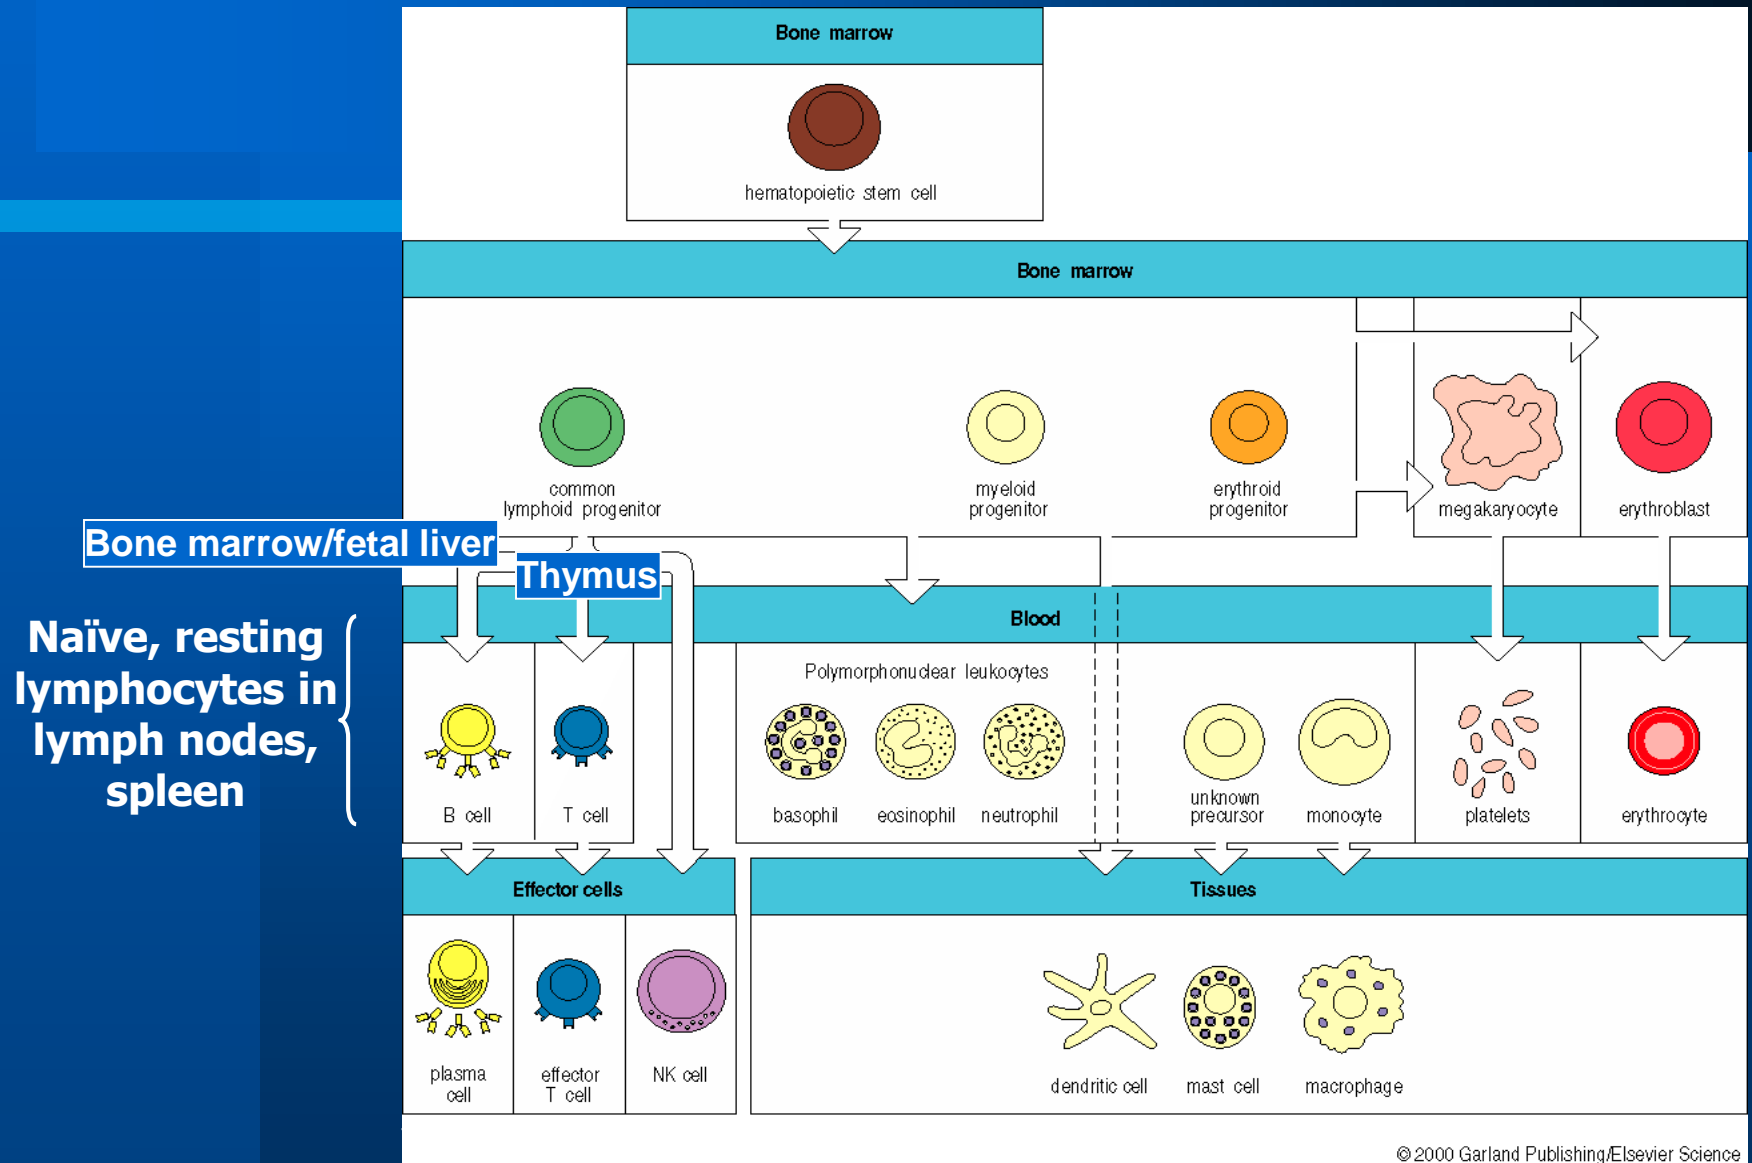 Bone marrow
hematopoietic stem cell
Bone marrow
common
lymphoid progenitor
myeloid
progenitor
erythroid
progenitor
megakaryocyte
erythroblast
Bone marrow/fetal liver
Thymus
Blood
Naïve, resting
lymphocytes in
lymph nodes,
spleen
Polymorphonuclear leukocytes
B cell
T cell
basophil
eosinophil
neutrophil
unknown
precursor
monocyte
platelets
erythrocyte
Effector cells
Tissues
plasma
cell
effector
T cell
NK cell
dendritic cell
mast cell
macrophage
© 2000 Garland Publishing/Elsevier Science